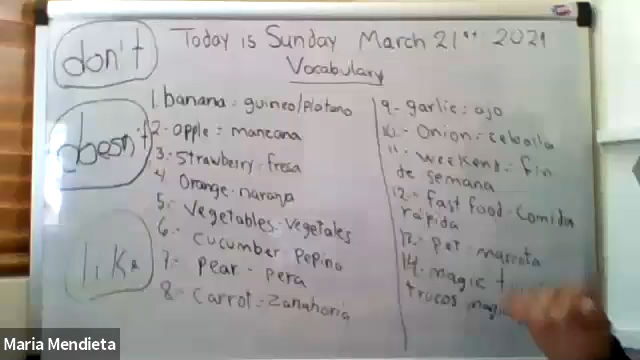 don't
Today is Sunday March 21st 2021
Vocabulary
doesn't
like
1. banana = guineo/platano
2- apple = manzana
3- Strawberry - fresa
4. Orange - naranja
5- Vegetables - Vegetales
6- Cucumber Pepino
7- Pear - pera
8- Carrot - Zanahoria
9- garlic = ajo
10- Onion = cebolla
11- weekend - fin
de semana
12- fast food - Comida
rápida
13- pet - mascota
14- magic
trucos
Maria Mendieta